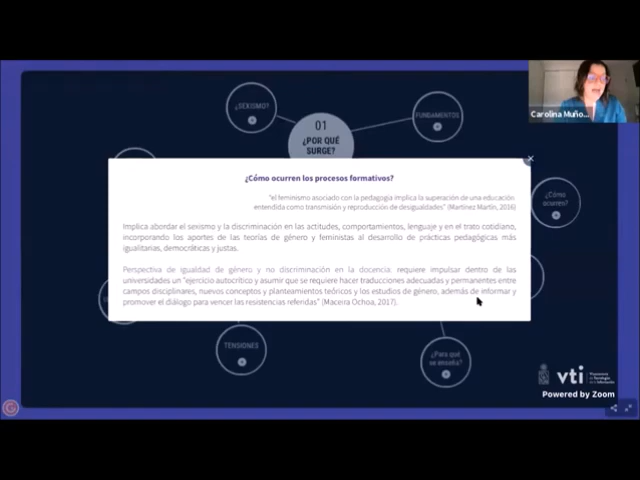 Carolina Muño...
¿SEXISMO?
01
¿POR QUÉ
SURGE?
FUNDAMENTOS
¿Cómo
ocurren?
¿Cómo ocurren los procesos formativos?
"el feminismo asociado con la pedagogía implica la superación de una educación
entendida como transmisión y reproducción de desigualdades" (Martínez Martín, 2016)
Implica abordar el sexismo y la discriminación en las actitudes, comportamientos, lenguaje y en el trato cotidiano,
incorporando los aportes de las teorías de género y feministas al desarrollo de prácticas pedagógicas más
igualitarias, democráticas y justas.
Perspectiva de igualdad de género y no discriminación en la docencia: requiere impulsar dentro de las
universidades un "ejercicio autocrítico y asumir que se requiere hacer traducciones adecuadas y permanentes entre
campos disciplinares, nuevos conceptos y planteamientos teóricos y los estudios de género, además de informar y
promover el diálogo para vencer las resistencias referidas" (Maceira Ochoa, 2017).
TENSIONES
¿Para qué
se enseña?
vti
Powered by Zoom